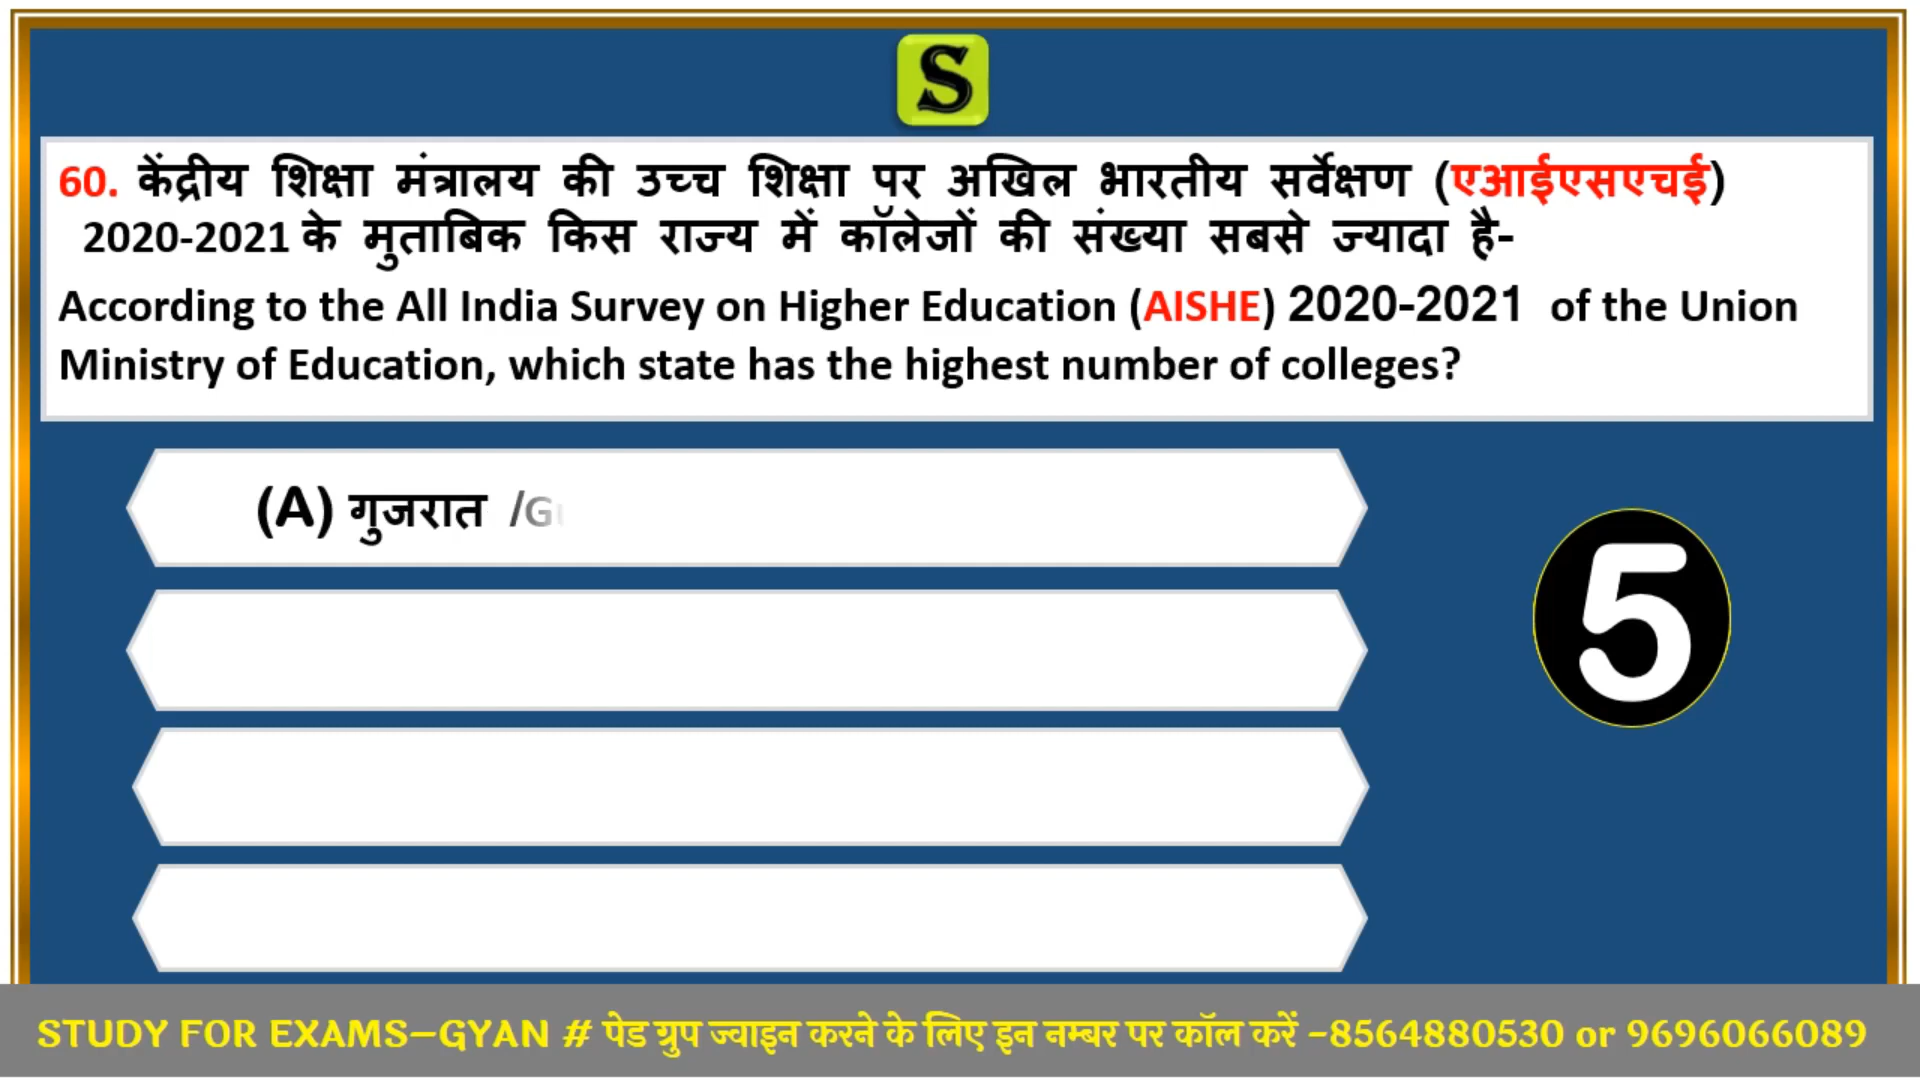 S
60. केंद्रीय शिक्षा मंत्रालय की उच्च शिक्षा पर अखिल भारतीय सर्वेक्षण (एआईएसएचई)
2020-2021 के मुताबिक किस राज्य में कॉलेजों की संख्या सबसे ज्यादा है-
According to the All India Survey on Higher Education (AISHE) 2020-2021 of the Union
Ministry of Education, which state has the highest number of colleges?
(A) गुजरात /G
5
STUDY FOR EXAMS–GYAN # पेड ग्रुप ज्वाइन करने के लिए इन नम्बर पर कॉल करें -8564880530 or 9696066089